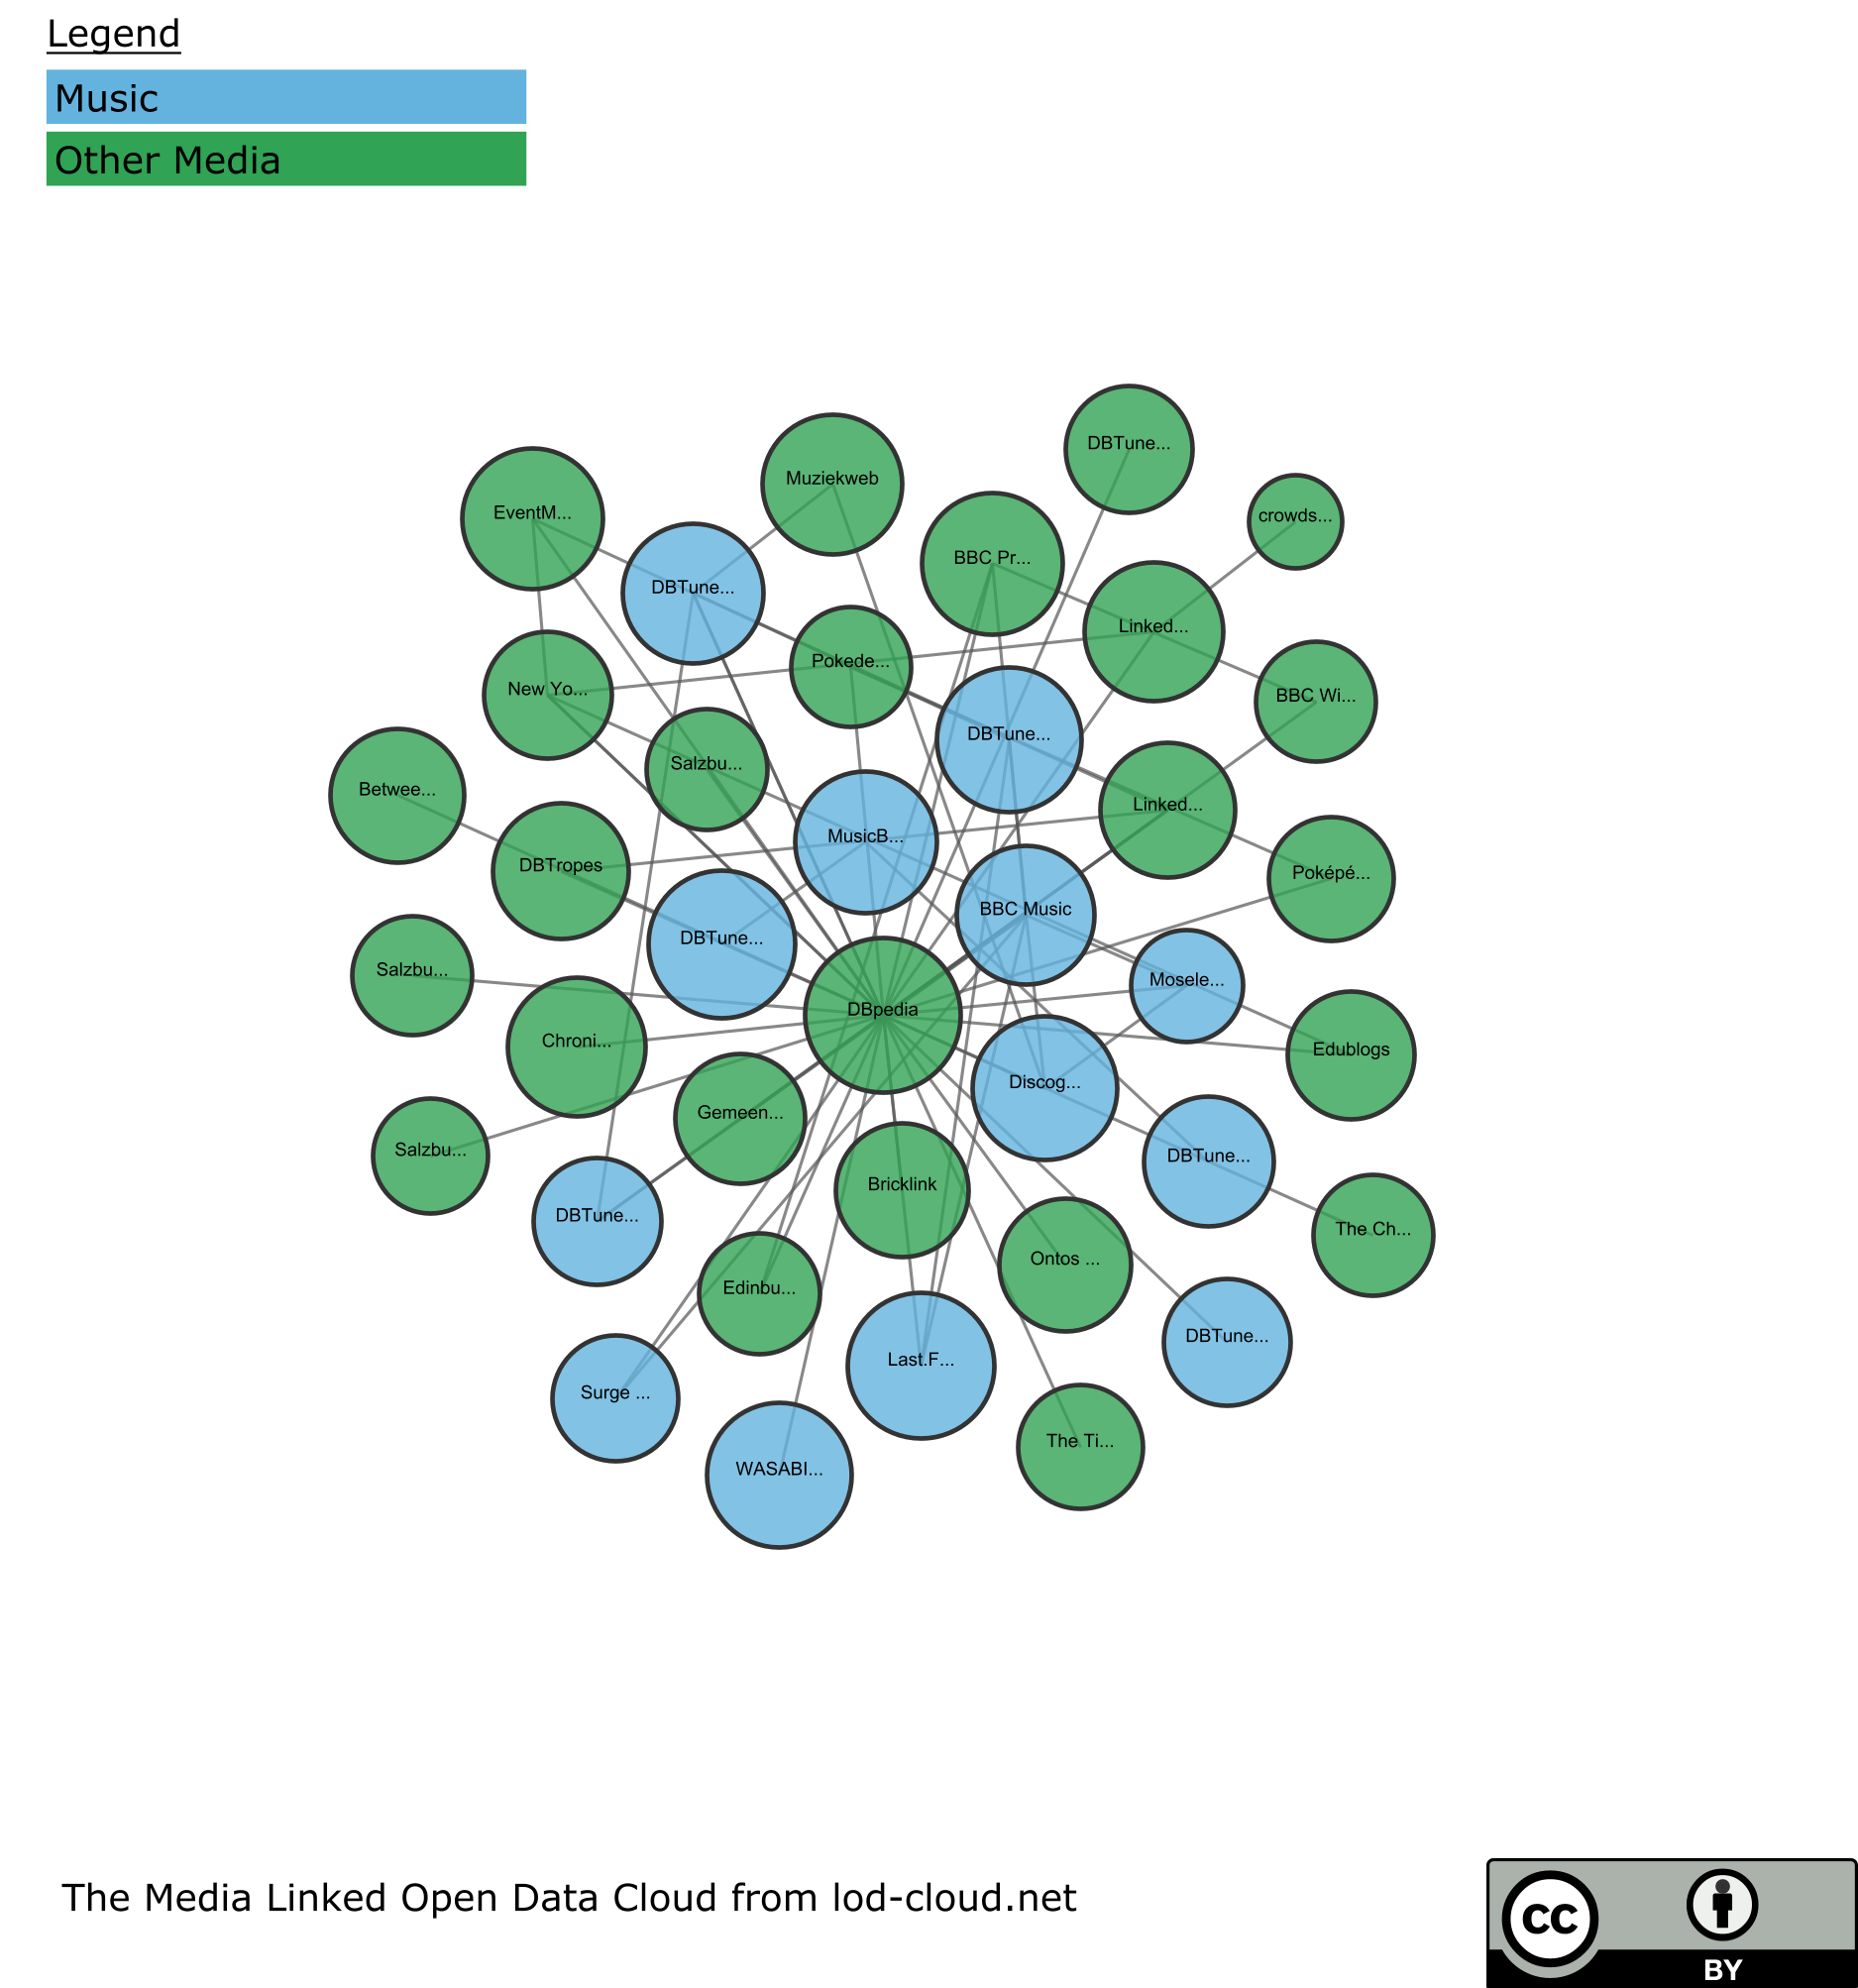 Legend
Music
Other Media
DBTune...
Muziekweb
EventM...
crowds...
BBC Pr...
DBTune...
Linked...
Pokede...
New Yo...
BBC Wi...
DBTune...
Salzbu...
Betwee...
Linked...
MusicB...
DBTropes
Poképé...
BBC Music
DBTune...
Salzbu...
Mosele...
DBpedia
Chroni...
Edublogs
Discog...
Gemeen...
Salzbu...
DBTune...
Bricklink
DBTune...
The Ch...
Ontos ...
Edinbu...
DBTune...
Last.F...
Surge ...
The Ti...
WASABI...
The Media Linked Open Data Cloud from lod-cloud.net
cc
BY